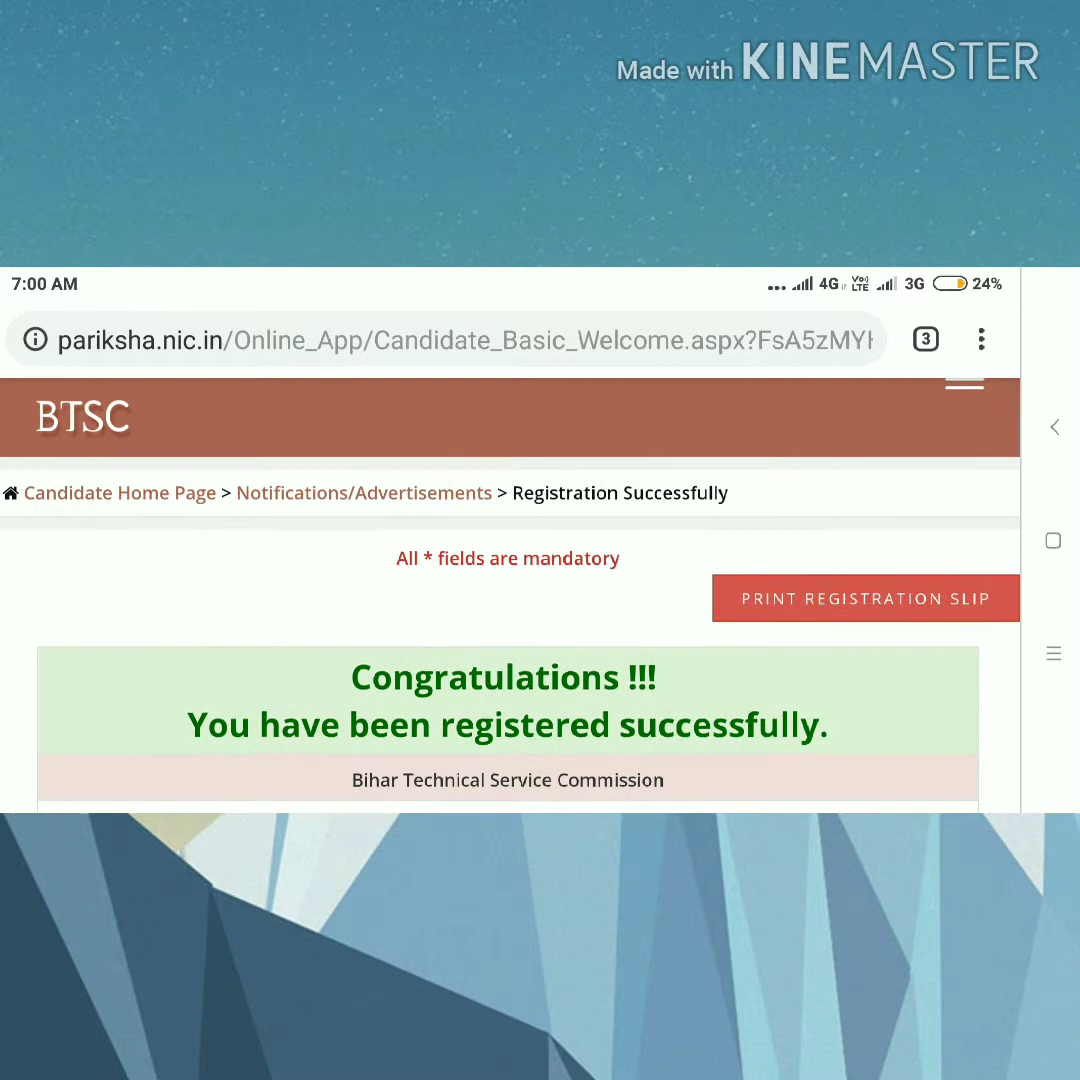 Made with KINEMASTER
7:00 AM 4G VoLTE 3G 24%
pariksha.nic.in/Online_App/Candidate_Basic_Welcome.aspx?FsA5zMY 3
BTSC
Candidate Home Page > Notifications/Advertisements > Registration Successfully
All * fields are mandatory
PRINT REGISTRATION SLIP
Congratulations !!!
You have been registered successfully.
Bihar Technical Service Commission